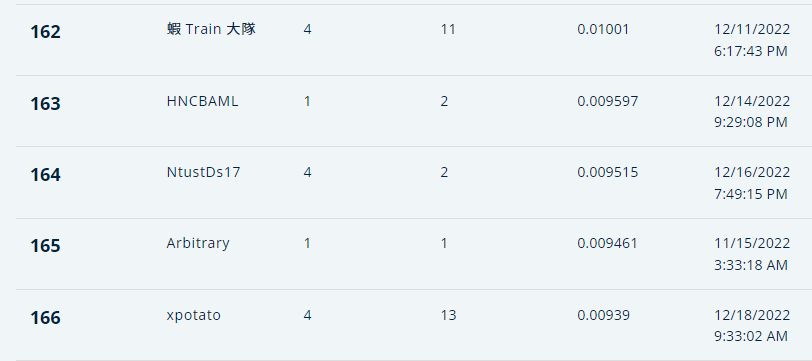 162 蝦 Train 大隊 4 11 0.01001 12/11/2022
6:17:43 PM
163 HNCBAML 1 2 0.009597 12/14/2022
9:29:08 PM
164 NtustDs17 4 2 0.009515 12/16/2022
7:49:15 PM
165 Arbitrary 1 1 0.009461 11/15/2022
3:33:18 AM
166 xpotato 4 13 0.00939 12/18/2022
9:33:02 AM